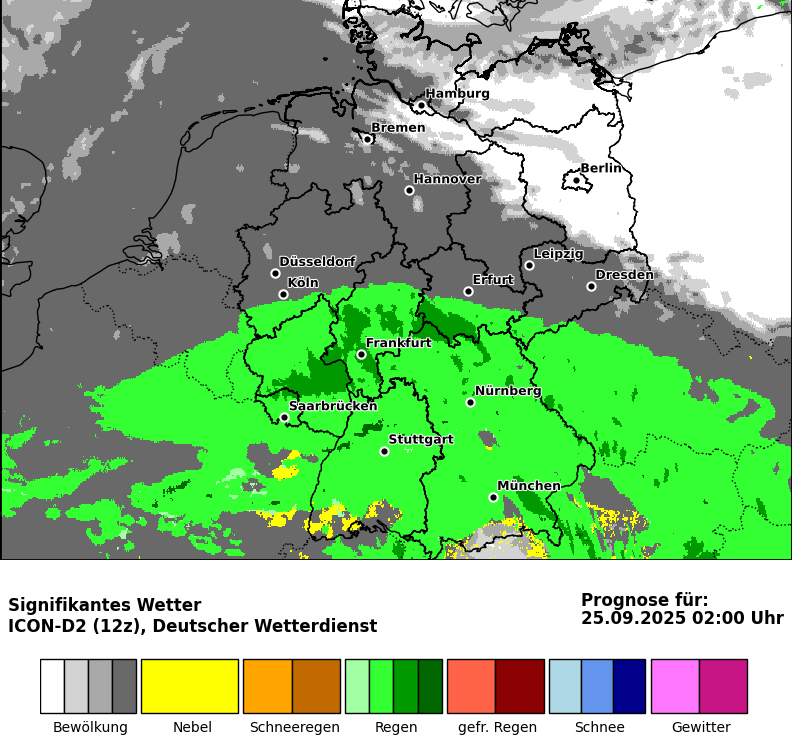 Hamburg
Bremen
Berlin
Hannover
Leipzig
Düsseldorf
Dresden
Köln
Erfurt
Frankfurt
Nürnberg
Saarbrücken
Stuttgart
München
Signifikantes Wetter
ICON-D2 (12z), Deutscher Wetterdienst
Prognose für:
25.09.2025 02:00 Uhr
Bewölkung Nebel Schneeregen Regen gefr. Regen Schnee Gewitter